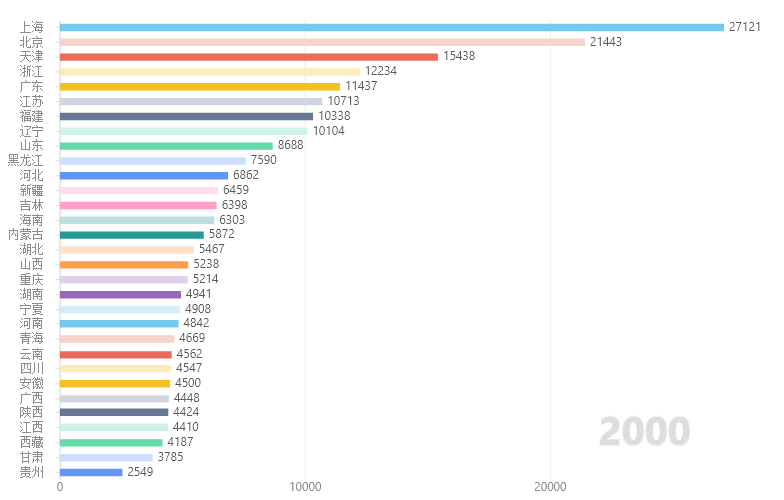 上海 27121
北京 21443
天津 15438
浙江 12234
广东 11437
江苏 10713
福建 10338
辽宁 10104
山东 8688
黑龙江 7590
河北 6862
新疆 6459
吉林 6398
海南 6303
内蒙古 5872
湖北 5467
山西 5238
重庆 5214
湖南 4941
宁夏 4908
河南 4842
青海 4669
云南 4562
四川 4547
安徽 4500
广西 4448
陕西 4424
江西 4410
西藏 4187
甘肃 3785
贵州 2549
2000
0 10000 20000